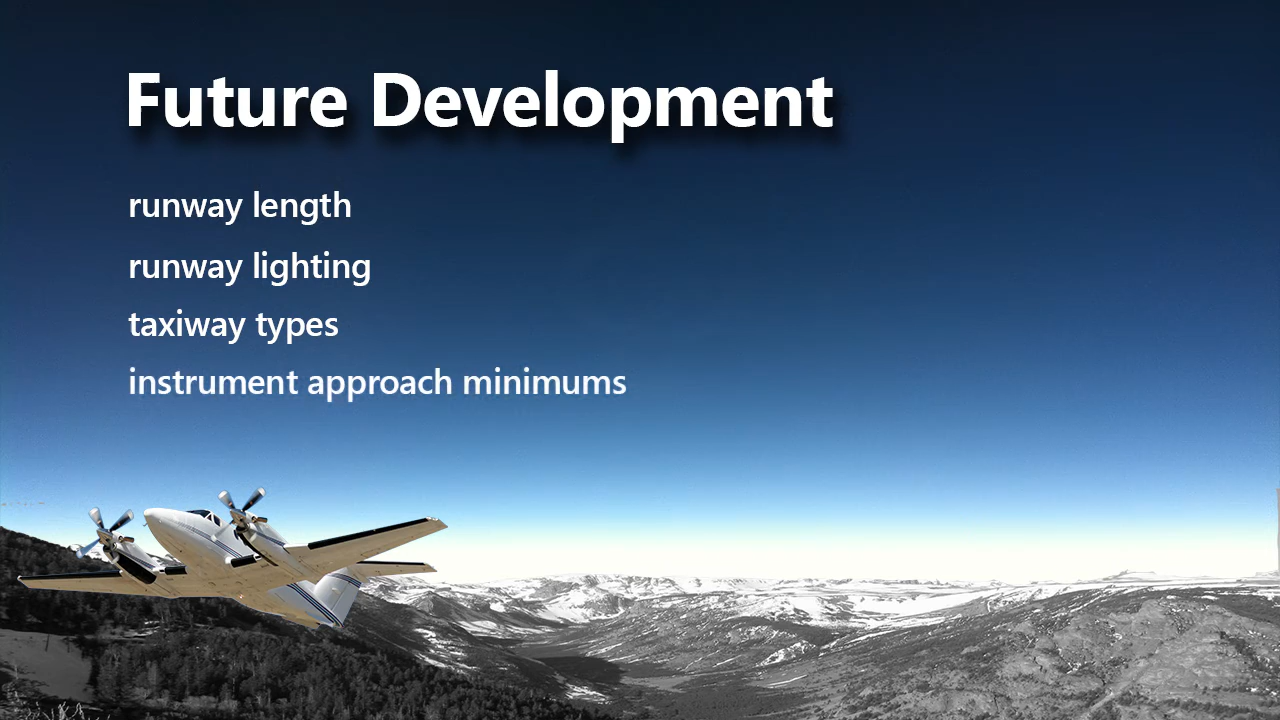 Future Development
runway length
runway lighting
taxiway types
instrument approach minimums